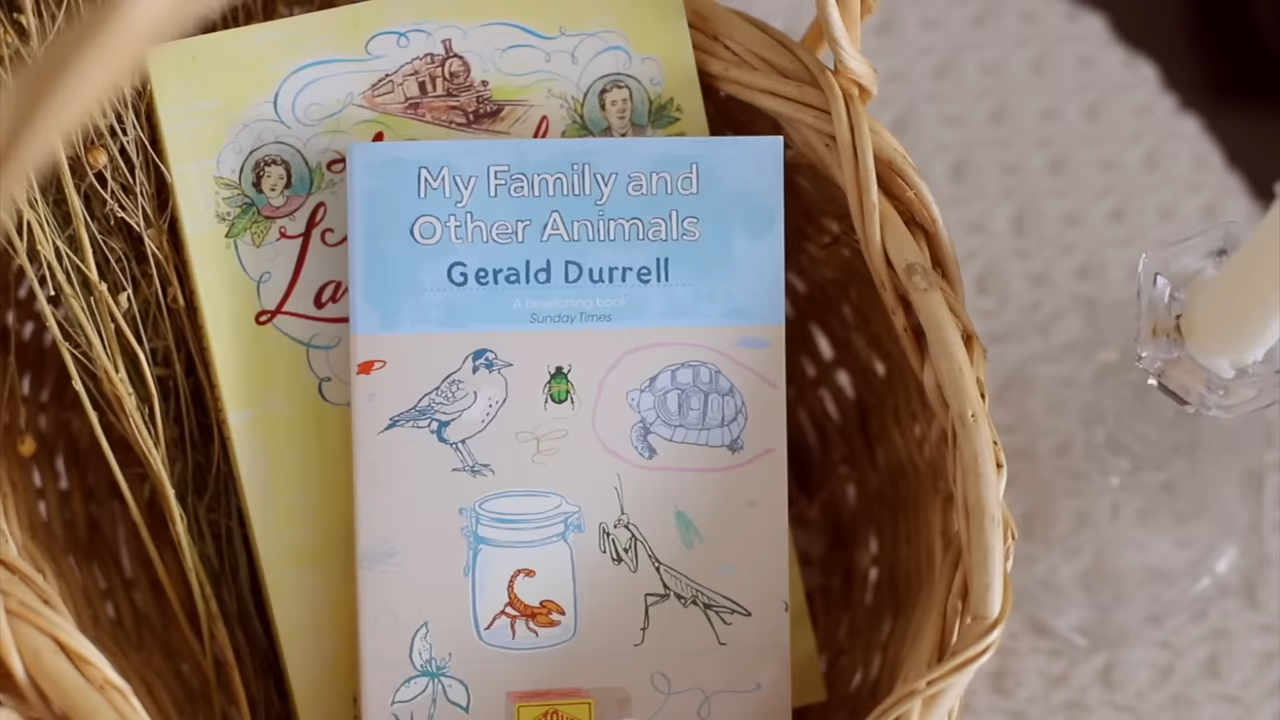 My Family and
Other Animals
Gerald Durrell
A bewitching book
Sunday Times